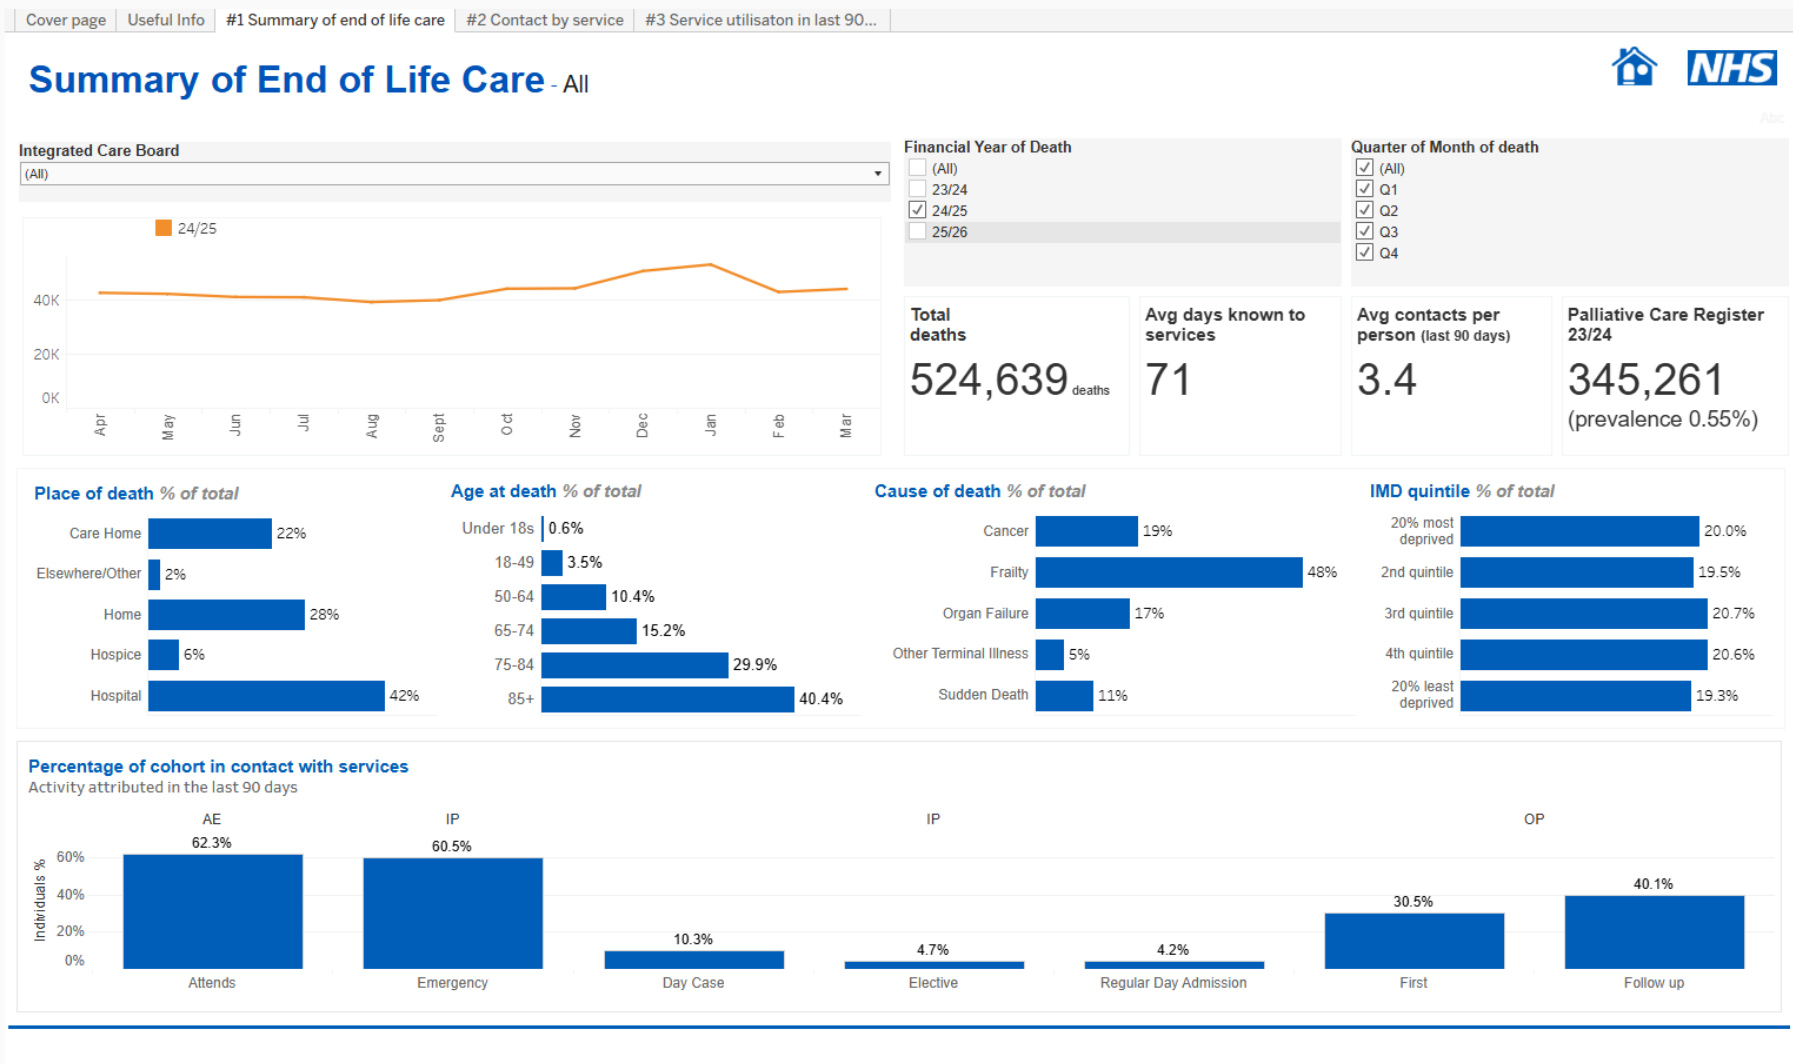 Cover page
Useful Info
#1 Summary of end of life care
#2 Contact by service
#3 Service utilisaton in last 90...
Summary of End of Life Care - All
NHS
Abc
Integrated Care Board
(All)
Financial Year of Death
(All)
23/24
24/25
25/26
Quarter of Month of death
(All)
Q1
Q2
Q3
Q4
24/25
40K
20K
0K
Apr
May
Jun
Jul
Aug
Sept
Oct
Nov
Dec
Jan
Feb
Mar
Total
deaths
524,639 deaths
Avg days known to
services
71
Avg contacts per
person (last 90 days)
3.4
Palliative Care Register
23/24
345,261
(prevalence 0.55%)
Place of death % of total
Care Home 22%
Elsewhere/Other 2%
Home 28%
Hospice 6%
Hospital 42%
Age at death % of total
Under 18s 0.6%
18-49 3.5%
50-64 10.4%
65-74 15.2%
75-84 29.9%
85+ 40.4%
Cause of death % of total
Cancer 19%
Frailty 48%
Organ Failure 17%
Other Terminal Illness 5%
Sudden Death 11%
IMD quintile % of total
20% most
deprived 20.0%
2nd quintile 19.5%
3rd quintile 20.7%
4th quintile 20.6%
20% least
deprived 19.3%
Percentage of cohort in contact with services
Activity attributed in the last 90 days
AE
IP
IP
OP
Individuals %
60%
40%
20%
0%
62.3%
60.5%
10.3%
4.7%
4.2%
30.5%
40.1%
Attends
Emergency
Day Case
Elective
Regular Day Admission
First
Follow up